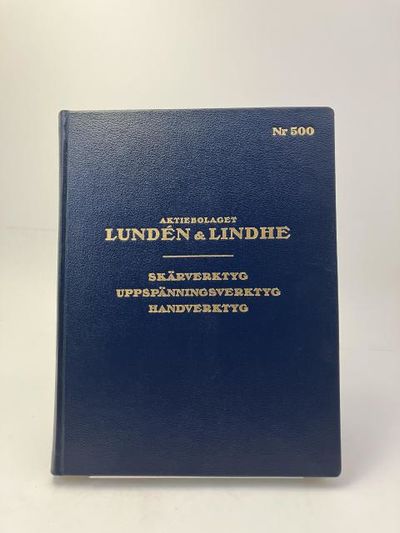 Nr 500
AKTIEBOLAGET
LUNDÉN & LINDHE
SKÄRVERKTYG
UPPSPÄNNINGSVERKTYG
HANDVERKTYG